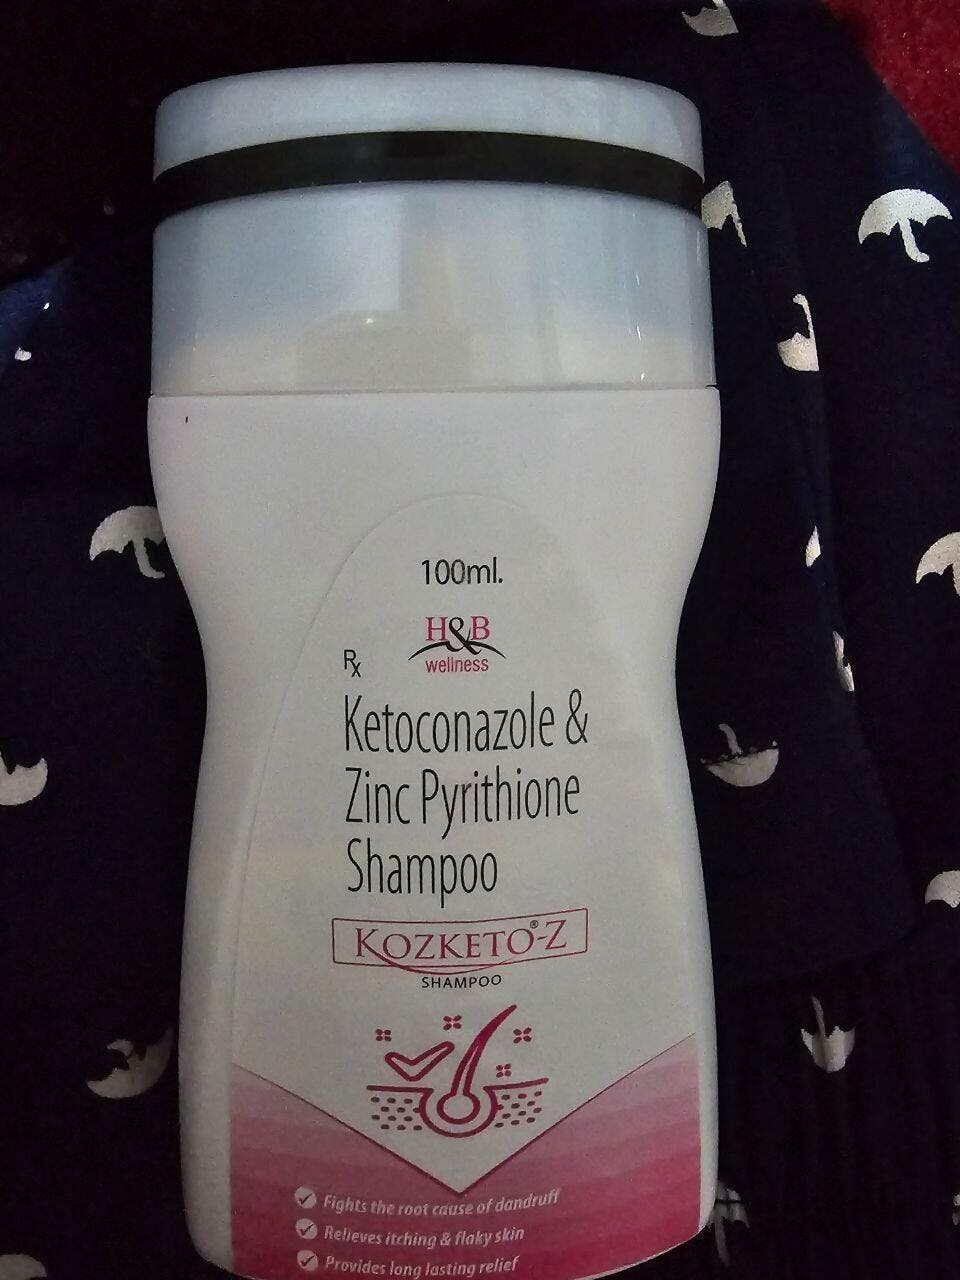 100ml.
H&B
wellness
Rx
Ketoconazole &
Zinc Pyrithione
Shampoo
KOZKETO®-Z
SHAMPOO
Fights the root cause of dandruff
Relieves itching & flaky skin
Provides long lasting relief